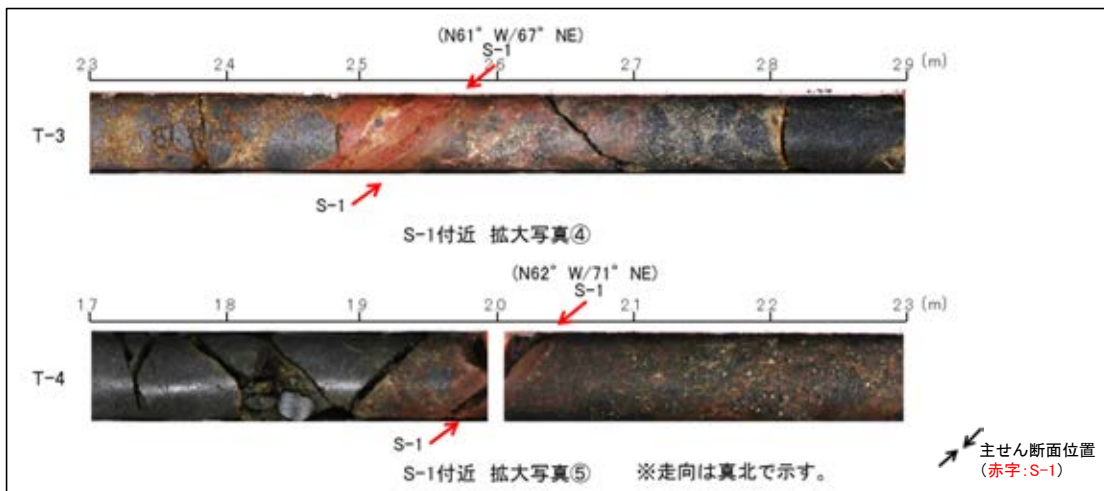 (N61° W/67° NE)
S-1
23 24 25 26 27 28 29 (m)
T-3
S-1
S-1付近 拡大写真④
(N62° W/71° NE)
S-1
17 18 19 20 21 22 23 (m)
T-4
S-1
S-1付近 拡大写真⑤ ※走向は真北で示す。
主せん断面位置
(赤字:S-1)